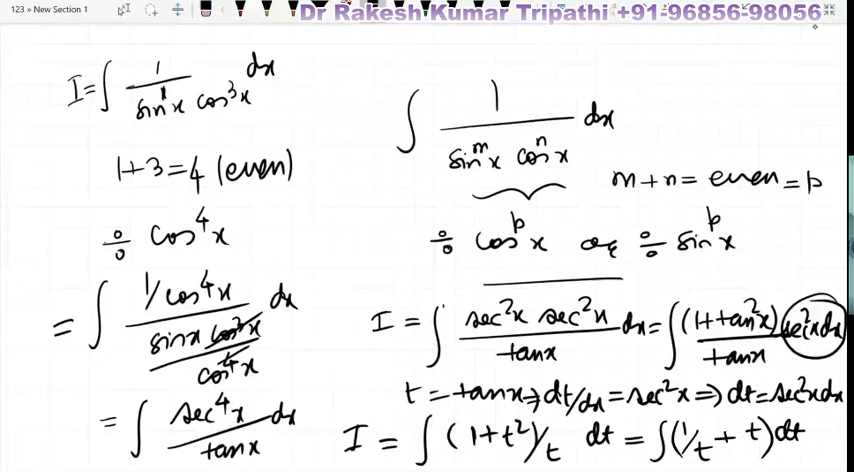 123 » New Section 1
Dr Rakesh Kumar Tripathi +91-96856-98056
I = ∫ 1/(sin¹x cos³x) dx
1+3=4 (even)
÷ cos⁴x
= ∫ (1/cos⁴x)/(sinx cos³x/cos⁴x) dx
= ∫ sec⁴x/tanx dx
∫ 1/(sinᵐx cosⁿx) dx
m+n = even = p
÷ cosᵖx or ÷ sinᵖx
I = ∫ (sec²x sec²x)/tanx dx = ∫ (1+tan²x)/tanx sec²x dx
t = tanx ⇒ dt/dx = sec²x ⇒ dt = sec²x dx
I = ∫ (1+t²)/t dt = ∫ (1/t + t) dt